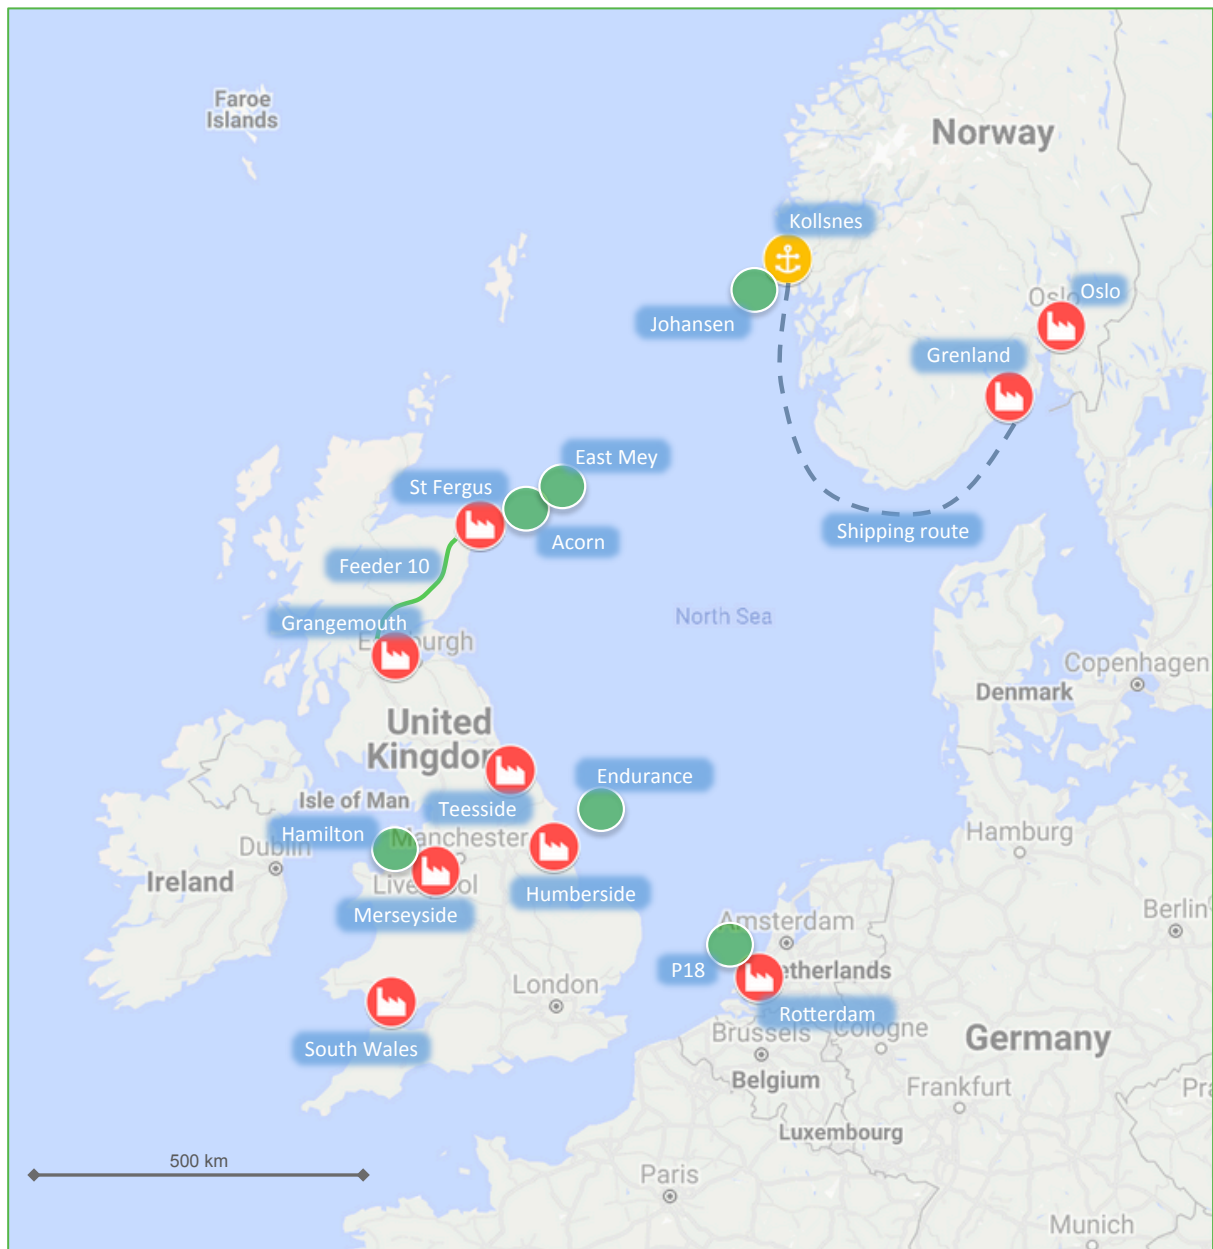 Faroe
Islands
Norway
Kollsnes
Oslo
Oslo
Johansen
Grenland
East Mey
St Fergus
Shipping route
Acorn
Feeder 10
North Sea
Grangemouth
Edinburgh
Copenhagen
Denmark
United
Kingdom
Endurance
Isle of Man
Teesside
Hamilton
Manchester
Hamburg
Dublin
Ireland
Liverpool
Humberside
Merseyside
Amsterdam
Berlin
P18
Netherlands
London
Rotterdam
South Wales
Brussels
Cologne
Germany
Belgium
Frankfurt
Luxembourg
500 km
Paris
Munich